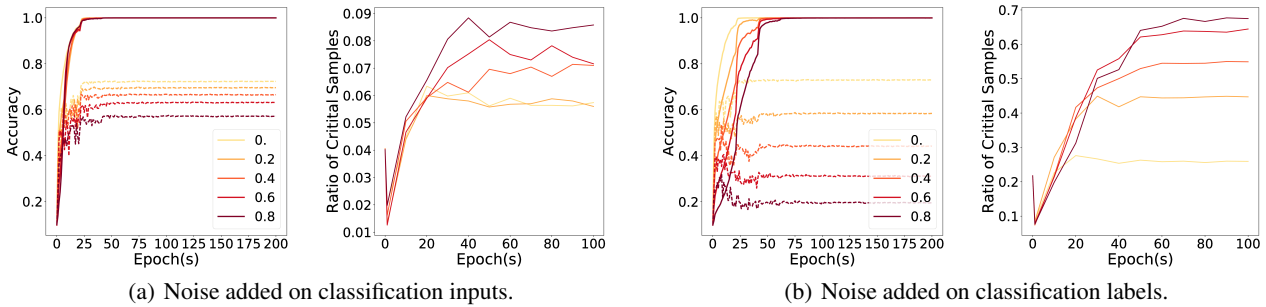 1.0
0.8
0.6
0.4
0.2
Accuracy
0.
0.2
0.4
0.6
0.8
0 25 50 75 100 125 150 175 200
Epoch(s)
0.09
0.08
0.07
0.06
0.05
0.04
0.03
0.02
0.01
Ratio of Critital Samples
0 20 40 60 80 100
Epoch(s)
(a) Noise added on classification inputs.
1.0
0.8
0.6
0.4
0.2
Accuracy
0.
0.2
0.4
0.6
0.8
0 25 50 75 100 125 150 175 200
Epoch(s)
0.7
0.6
0.5
0.4
0.3
0.2
0.1
Ratio of Critital Samples
0 20 40 60 80 100
Epoch(s)
(b) Noise added on classification labels.